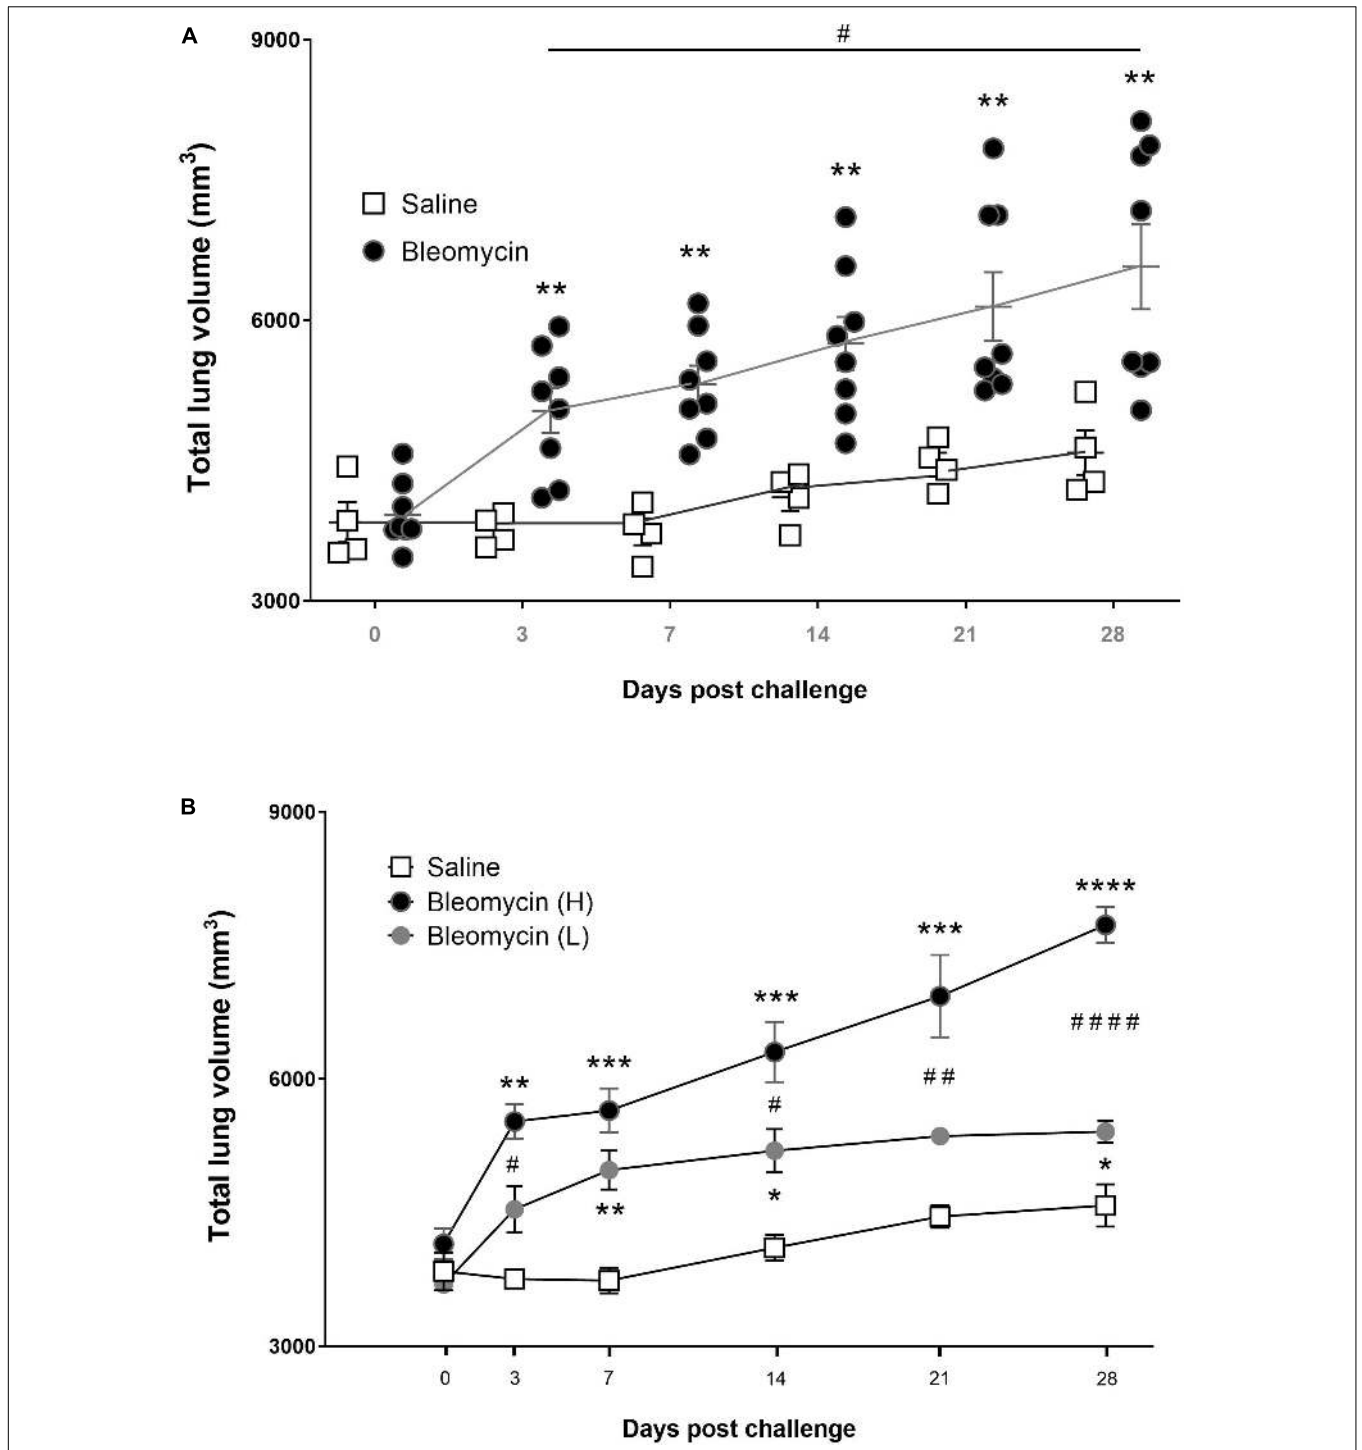 A
9000
#
**
**
**
**
**
Total lung volume (mm³)
Saline
Bleomycin
6000
3000
0 3 7 14 21 28
Days post challenge
B
9000
Saline
Bleomycin (H)
Bleomycin (L)
****
***
***
***
**
Total lung volume (mm³)
####
##
#
#
6000
*
*
**
3000
0 3 7 14 21 28
Days post challenge